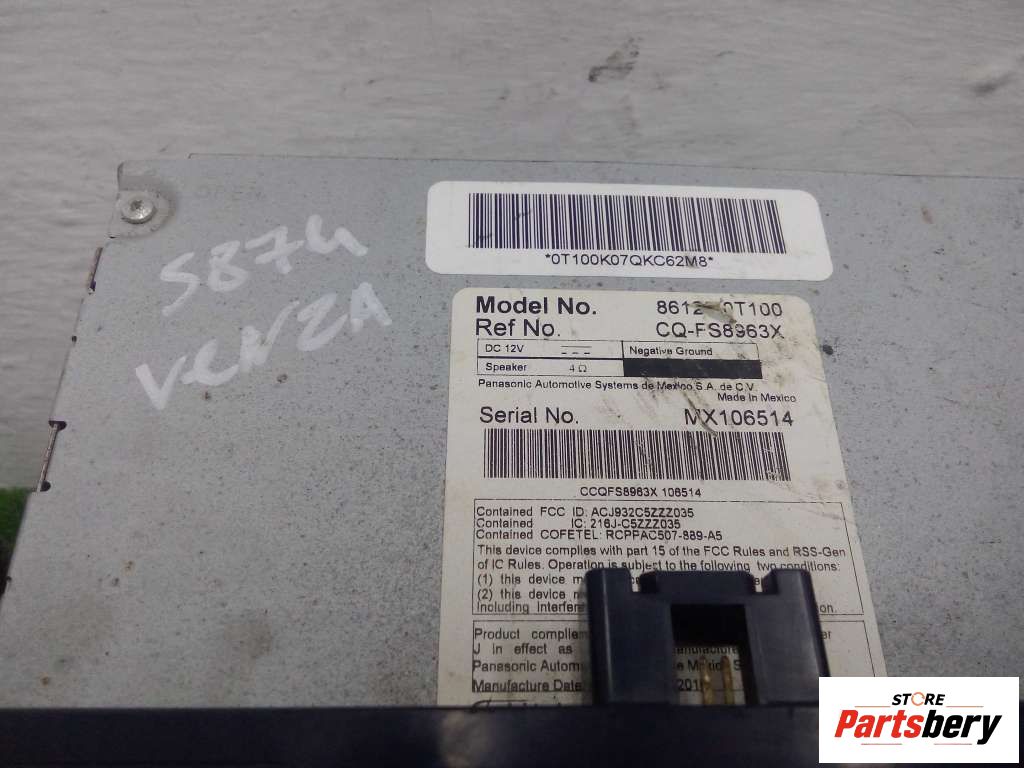 OPEN
S874
VENZA
*0T100K07QKC62M8*
Model No. 8612 0T100
Ref No. CQ-FS8963X
DC 12V Negative Ground
Speaker 4Ω
Panasonic Automotive Systems de Mexico S.A. de C.V.
Made In Mexico
Serial No. MX106514
CCQFS8963X 106514
Contained FCC ID: ACJ932C5ZZZ035
Contained IC: 216J-C5ZZZ035
Contained COFETEL: RCPPAC507-889-A5
This device complies with part 15 of the FCC Rules and RSS-Gen
of IC Rules. Operation is subject to the following two conditions:
(1) this device
(2) this device
Including
Product
J in effect as
Panasonic
Manufacture Date:
STORE
Partsbery